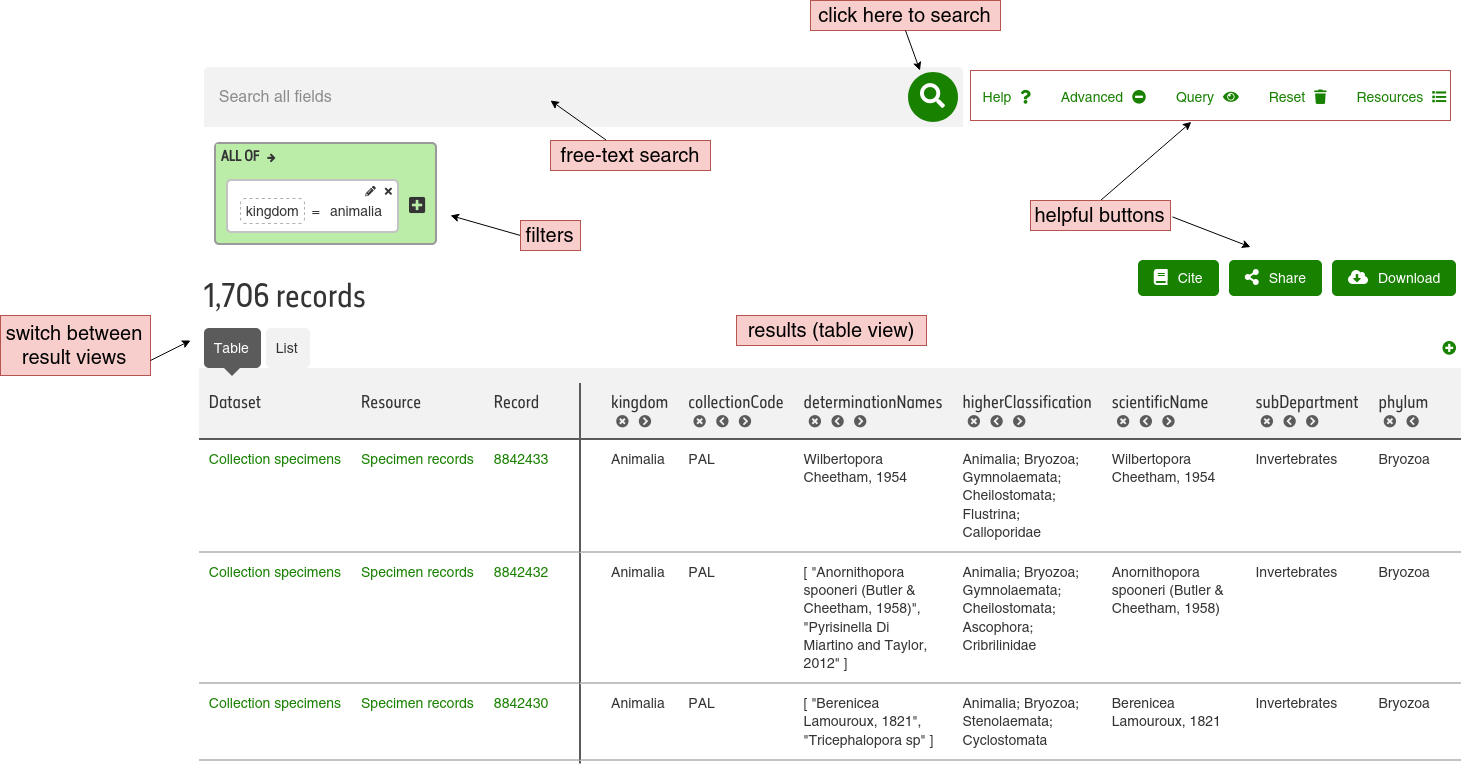 click here to search
Search all fields
Help ? Advanced Query Reset Resources
free-text search
ALL OF
kingdom = animalia
filters
helpful buttons
Cite Share Download
1,706 records
switch between
result views
results (table view)
Table List
Dataset Resource Record kingdom collectionCode determinationNames higherClassification scientificName subDepartment phylum
Collection specimens Specimen records 8842433 Animalia PAL Wilbertopora Animalia; Bryozoa; Wilbertopora Invertebrates Bryozoa
Cheetham, 1954 Gymnolaemata; Cheetham, 1954
Cheilostomata;
Flustrina;
Calloporidae
Collection specimens Specimen records 8842432 Animalia PAL [ "Anornithopora Animalia; Bryozoa; Anornithopora Invertebrates Bryozoa
spooneri (Butler & Gymnolaemata; spooneri (Butler &
Cheetham, 1958)", Cheilostomata; Cheetham, 1958)
"Pyrisinella Di Ascophora;
Miartino and Taylor, Cribrilinidae
2012" ]
Collection specimens Specimen records 8842430 Animalia PAL [ "Berenicea Animalia; Bryozoa; Berenicea Invertebrates Bryozoa
Lamouroux, 1821", Stenolaemata; Lamouroux, 1821
"Tricephalopora sp" ] Cyclostomata